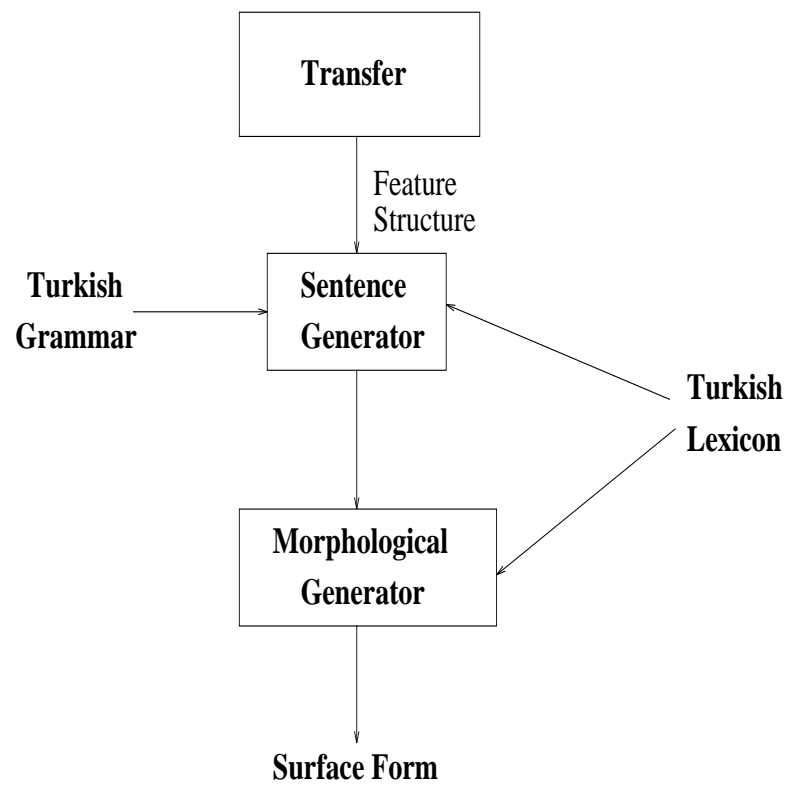 Transfer
Feature
Structure
Turkish
Grammar
Sentence
Generator
Turkish
Lexicon
Morphological
Generator
Surface Form